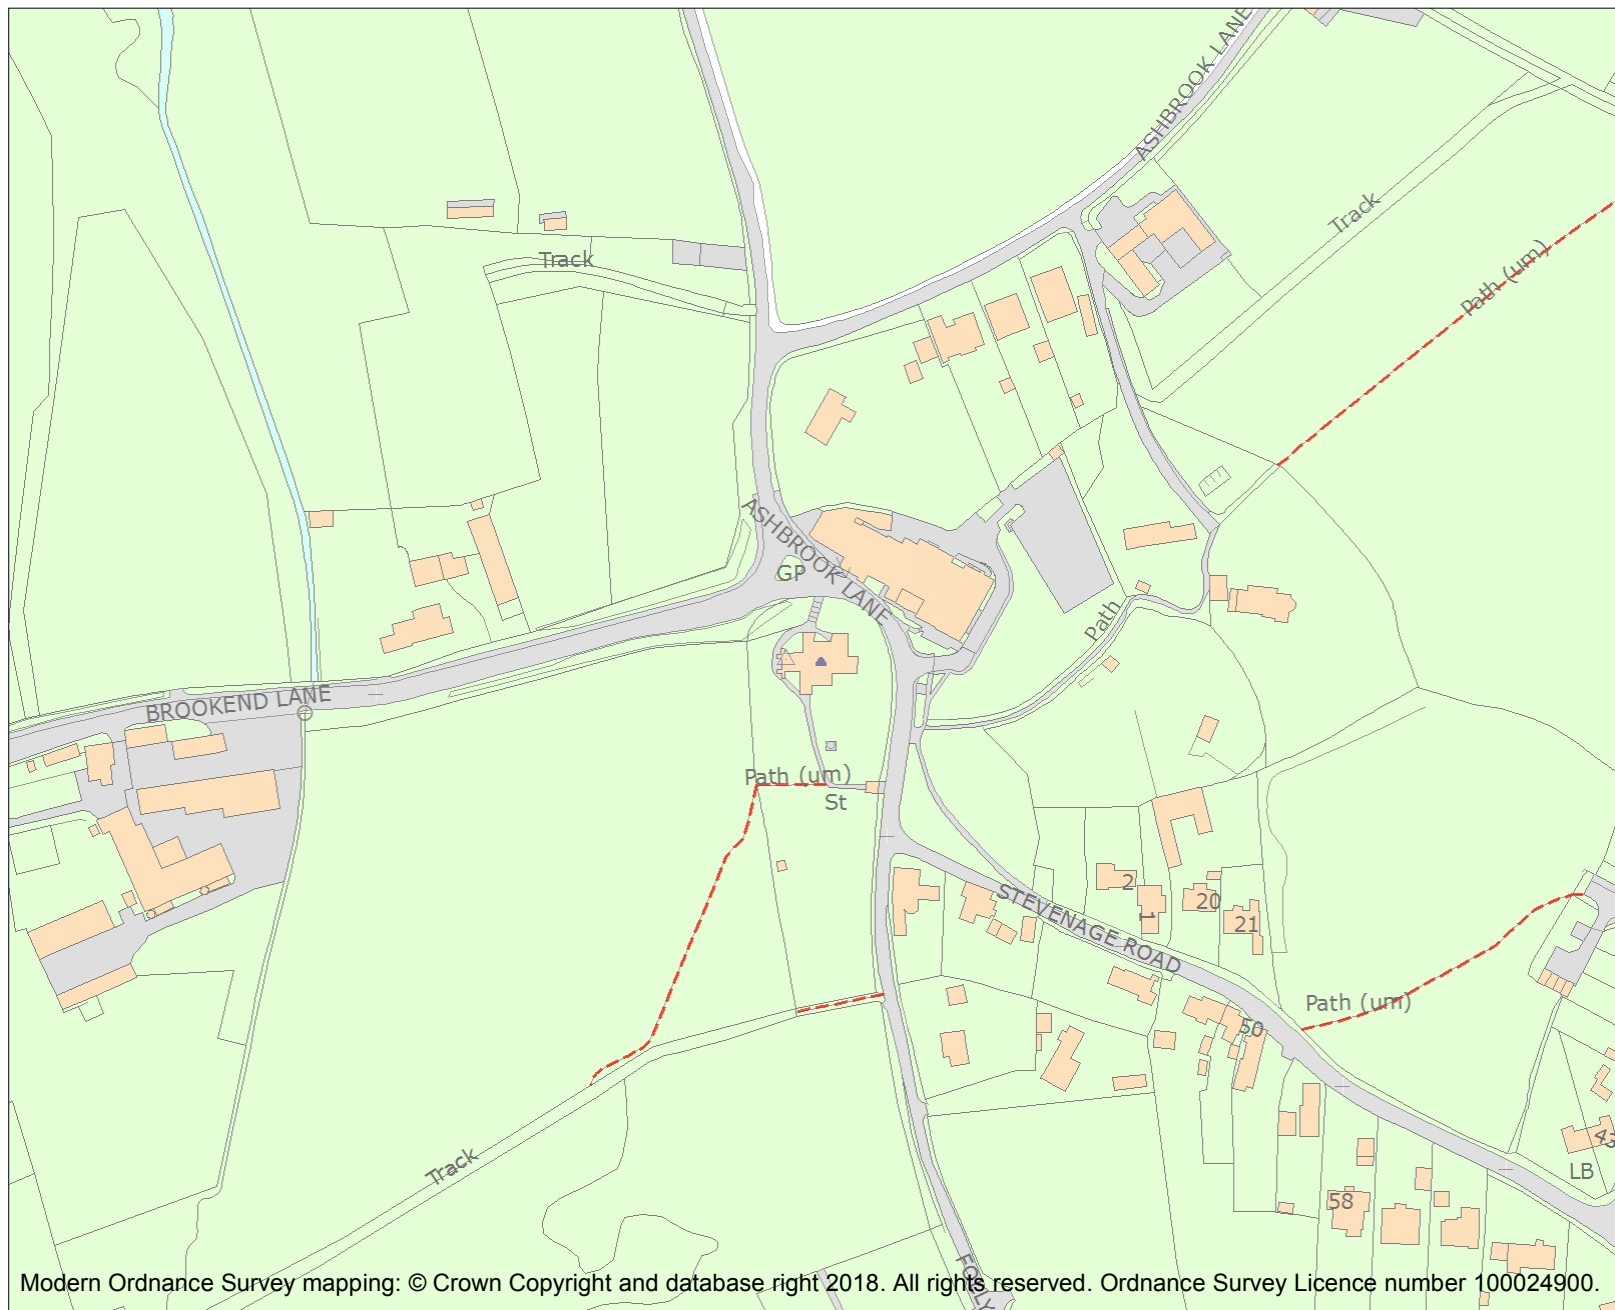 ASHBROOK LANE
Track
Track
Path (um)
ASHBROOK LANE
GP
Path
BROOKEND LANE
Path (um)
St
2
1
20
21
STEVENAGE ROAD
Path (um)
50
43
Track
LB
58
FOLLY
Modern Ordnance Survey mapping: © Crown Copyright and database right 2018. All rights reserved. Ordnance Survey Licence number 100024900.